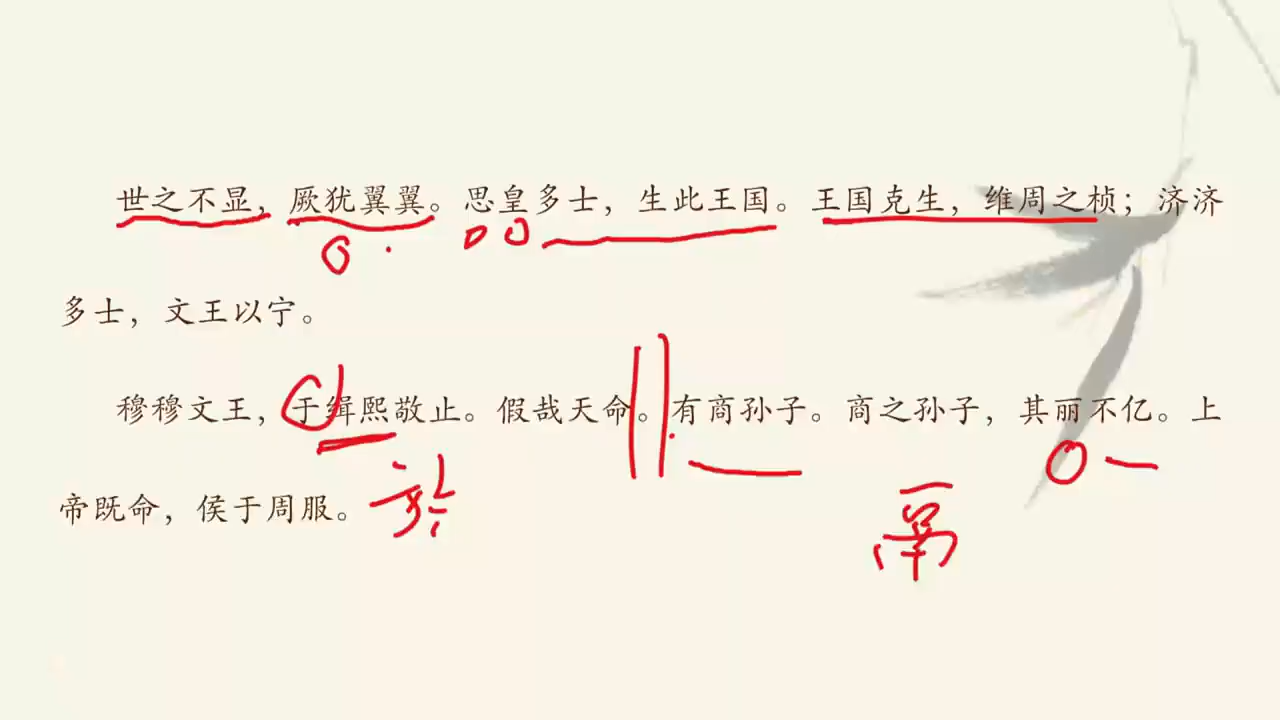 世之不显，厥犹翼翼。思皇多士，生此王国。王国克生，维周之桢；济济
多士，文王以宁。
穆穆文王，于缉熙敬止。假哉天命。有商孙子。商之孙子，其丽不亿。上
帝既命，侯于周服。
於